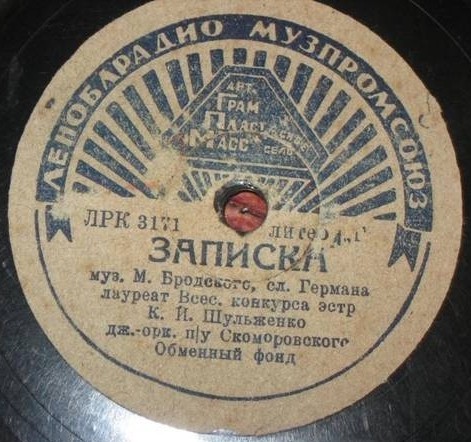 ЛЕНОБЛРАДИО МУЗПРОМСОЮЗ
АРТ.
ГРАМ
ПЛАСТ
МАСС
СЕЛО
ЛРК 3171
ЗАПИСКА
муз. М. Бродского, сл. Германа
лауреат Всес. конкурса эстр
К. Й. Шульженко
дж.-орк. п/у Скоморовского
Обменный фонд